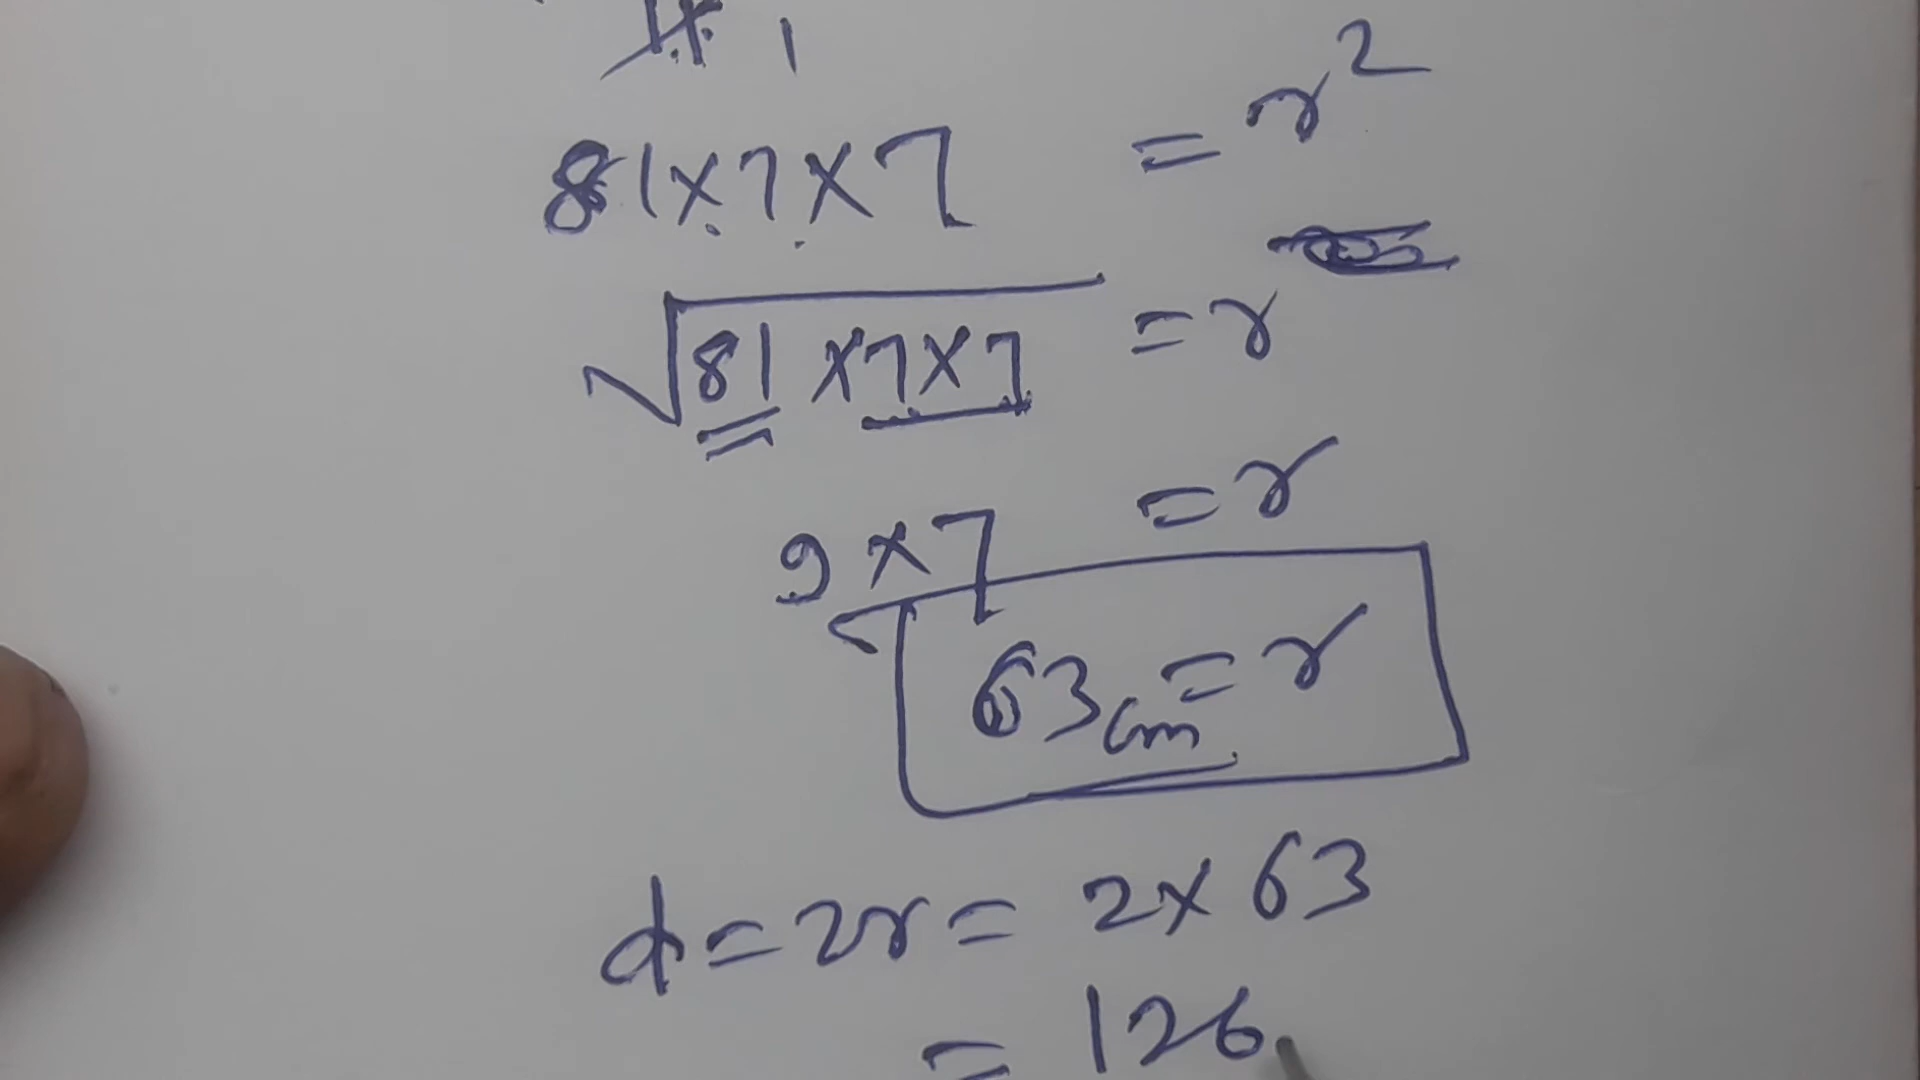 81×7×7 = r²
√81×7×7 = r
9×7 = r
63cm = r
d = 2r = 2×63
= 126